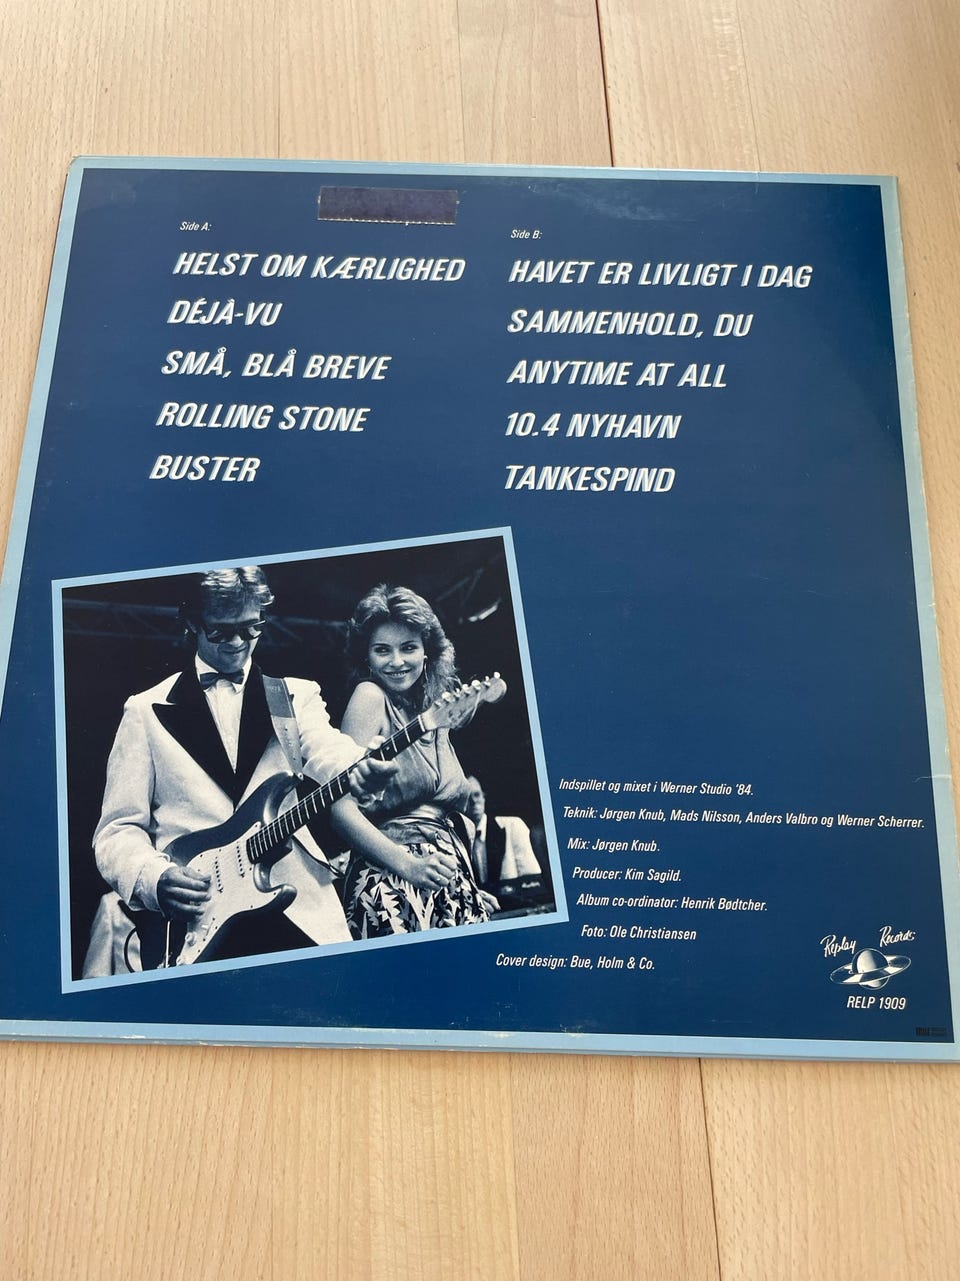 Side A:
HELST OM KÆRLIGHED
DÉJÀ-VU
SMÅ, BLÅ BREVE
ROLLING STONE
BUSTER
Side B:
HAVET ER LIVLIGT I DAG
SAMMENHOLD, DU
ANYTIME AT ALL
10.4 NYHAVN
TANKESPIND
Indspillet og mixet i Werner Studio '84.
Teknik: Jørgen Knub, Mads Nilsson, Anders Valbro og Werner Scherrer.
Mix: Jørgen Knub.
Producer: Kim Sagild.
Album co-ordinator: Henrik Bødtcher.
Foto: Ole Christiansen
Cover design: Bue, Holm & Co.
Replay Records
RELP 1909